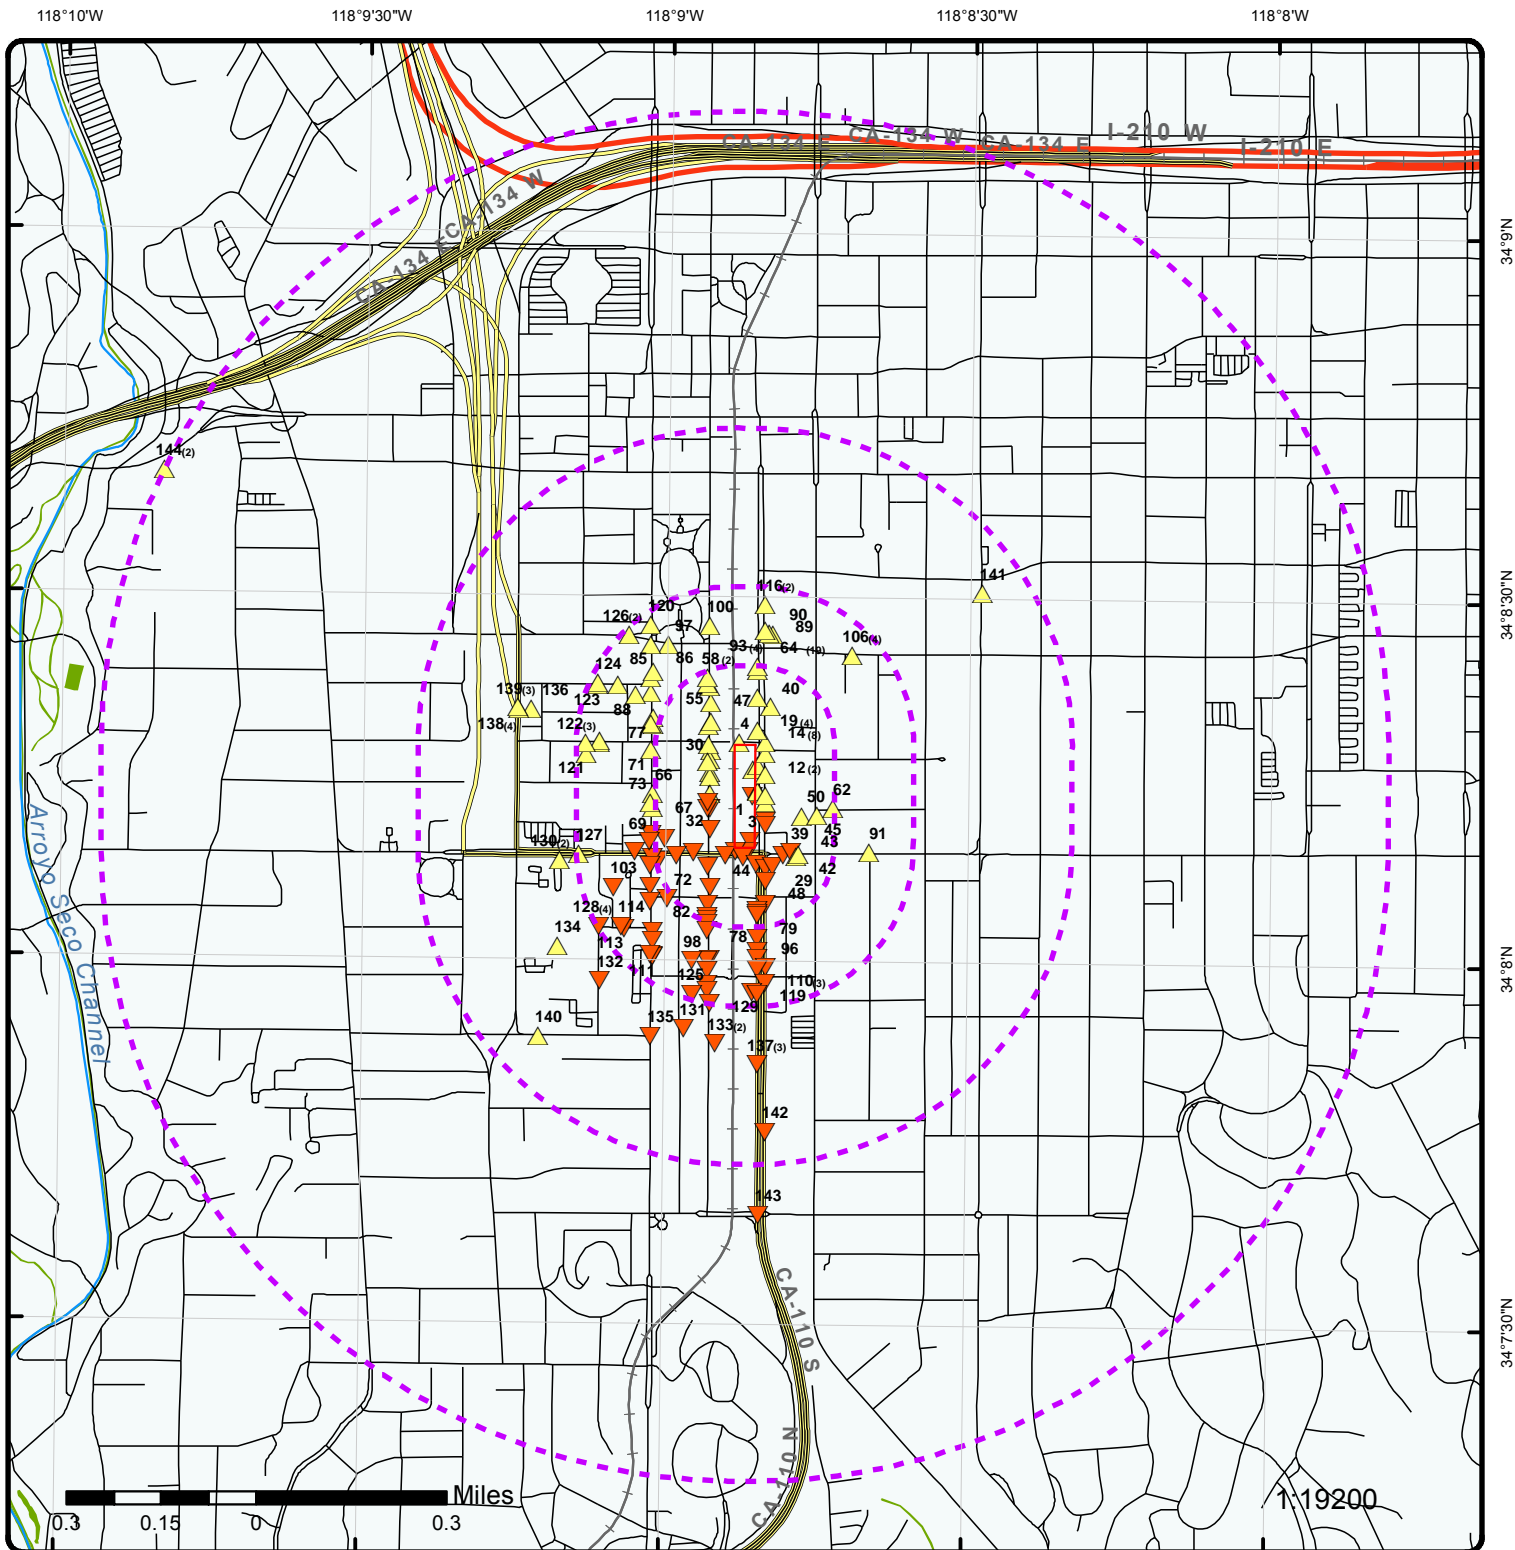 118°10'W 118°9'30"W 118°9'W 118°8'30"W 118°8'W
CA-134 E CA-134 W CA-134 E I-210 W I-210 E
CA-134 W
CA-134 E
34°9'N
144(2)
34°8'30"N
141
116(2)
126(2) 120 100 90
97 89
93(4) 64 106(4)
124 85 86 58(2)
139(3) 136 123 88 55 47 40
138(4) 122(3) 77 30 4 19(4)
14(8)
121 71 66 12(2)
73 67 1 50 62
69 32 3 39 45
130(2) 127 43 91
103 72 44 42
29
128(4) 114 82 48
134 113 78 79
132 98 96
111 125 110(3)
129 119
140 135 131 133(2)
137(3)
142
143
34°8'N
Arroyo Seco Channel
34°7'30"N
CA-110 S
CA-110 N
Miles
0.3 0.15 0 0.3
1:19200